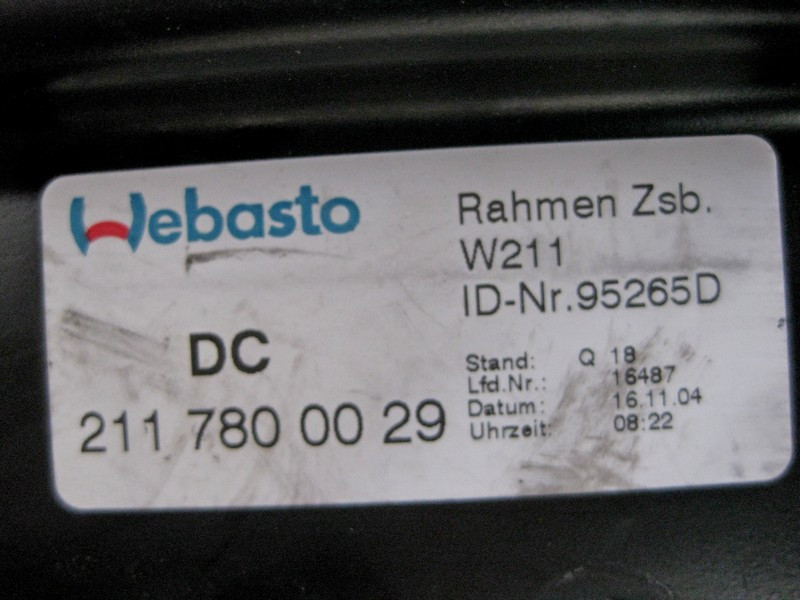 Webasto
Rahmen Zsb.
W211
ID-Nr.95265D
DC
211 780 00 29
Stand: Q 18
Lfd.Nr.: 16487
Datum: 16.11.04
Uhrzeit: 08:22